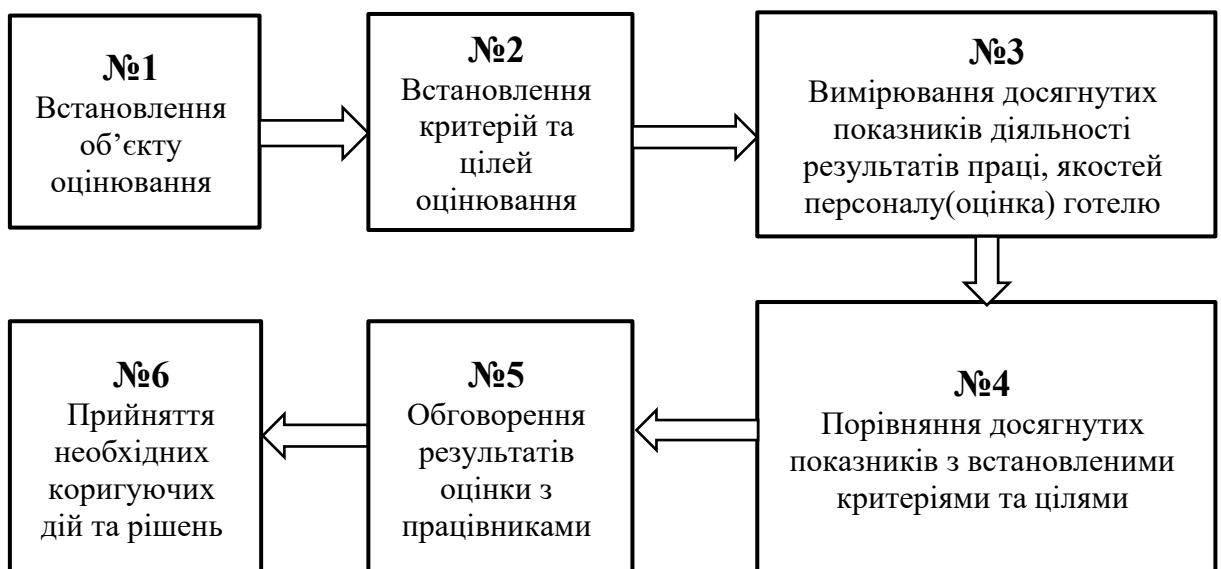 №1
Встановлення
об’єкту
оцінювання
№2
Встановлення
критерій та
цілей
оцінювання
№3
Вимірювання досягнутих
показників діяльності
результатів праці, якостей
персоналу(оцінка) готелю
№4
Порівняння досягнутих
показників з встановленими
критеріями та цілями
№5
Обговорення
результатів
оцінки з
працівниками
№6
Прийняття
необхідних
коригуючих
дій та рішень